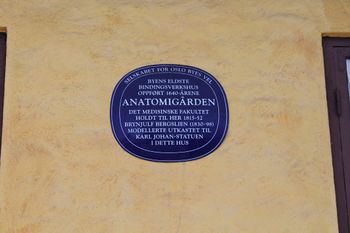 SELSKABET FOR OSLO BYES VEL
BYENS ELDSTE
BINDINGSVERKSHUS
OPPFØRT 1640-ÅRENE
ANATOMIGÅRDEN
DET MEDISINSKE FAKULTET
HOLDT TIL HER 1815-52
BRYNJULF BERGSLIEN (1830-98)
MODELLERTE UTKASTET TIL
KARL JOHAN-STATUEN
I DETTE HUS